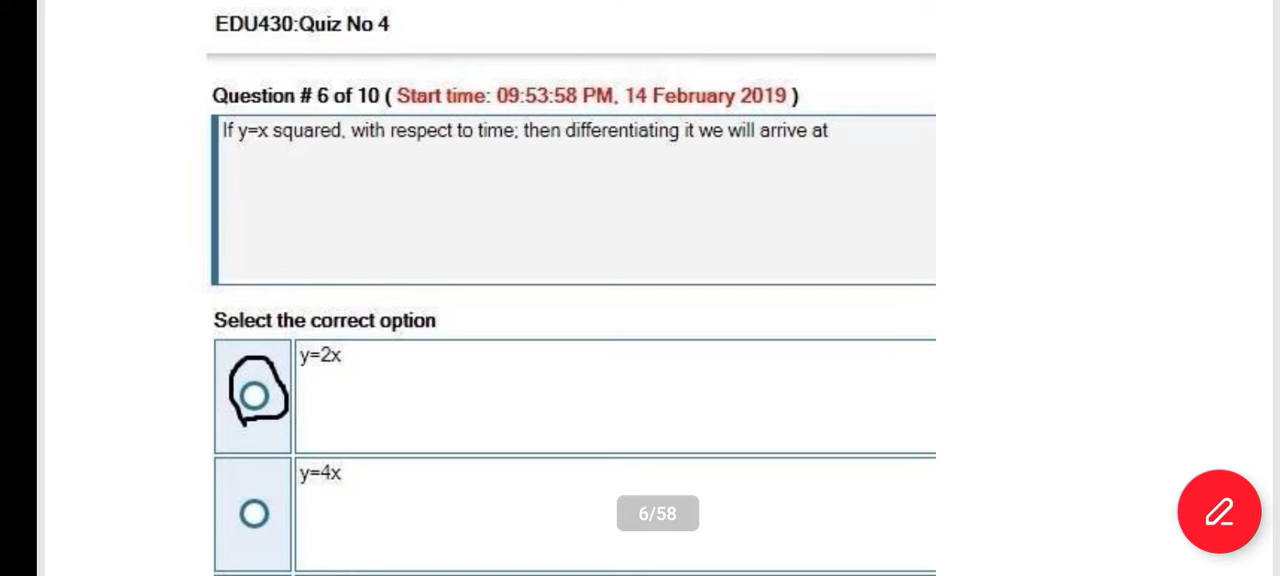 EDU430:Quiz No 4
Question # 6 of 10 ( Start time: 09:53:58 PM, 14 February 2019 )
If y=x squared, with respect to time; then differentiating it we will arrive at
Select the correct option
y=2x
y=4x
6/58